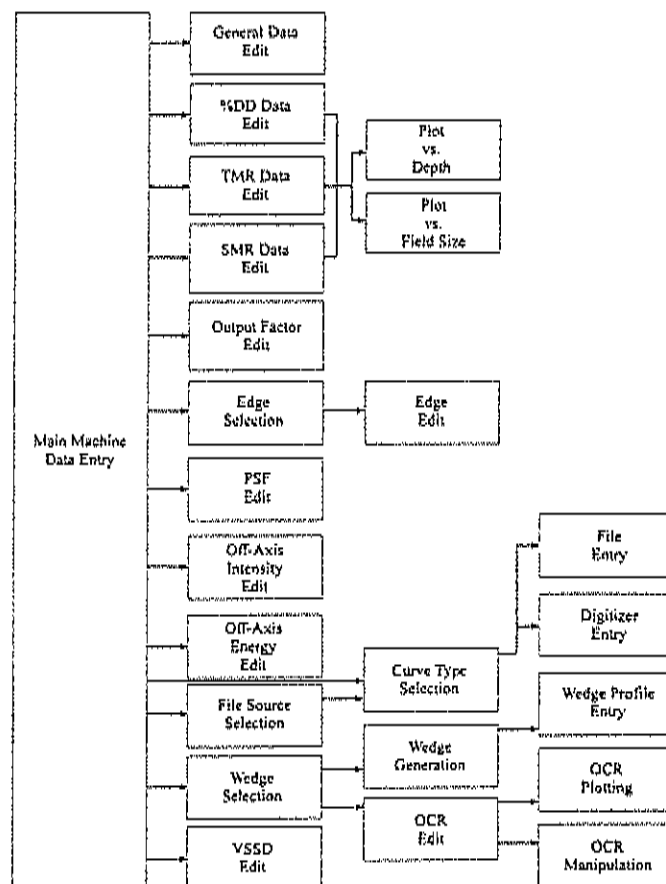 General Data
Edit
%DD Data
Edit
Plot
vs.
Depth
TMR Data
Edit
Plot
vs.
Field Size
SMR Data
Edit
Output Factor
Edit
Edge
Selection
Edge
Edit
Main Machine
Data Entry
PSF
Edit
File
Entry
Off-Axis
Intensity
Edit
Digitizer
Entry
Off-Axis
Energy
Edit
Curve Type
Selection
File Source
Selection
Wedge Profile
Entry
Wedge
Generation
Wedge
Selection
OCR
Plotting
OCR
Edit
VSSD
Edit
OCR
Manipulation